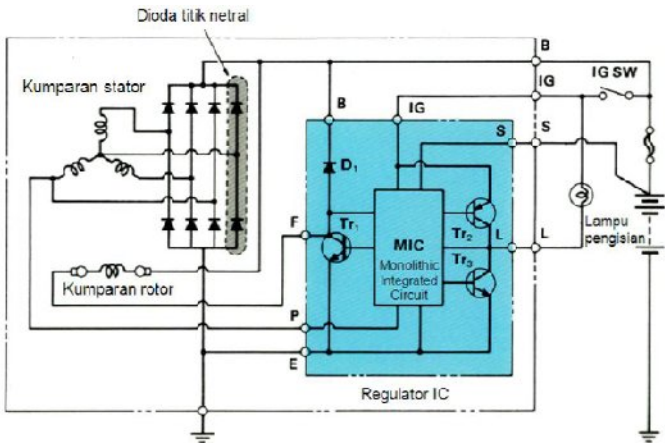 Dioda titik netral
B
IG
IG SW
Kumparan stator
B
IG
S
S
D1
F
Tr1
Tr2
MIC
L
L
Lampu
pengisian
Monolithic
Integrated
Circuit
Tr3
Kumparan rotor
P
E
Regulator IC